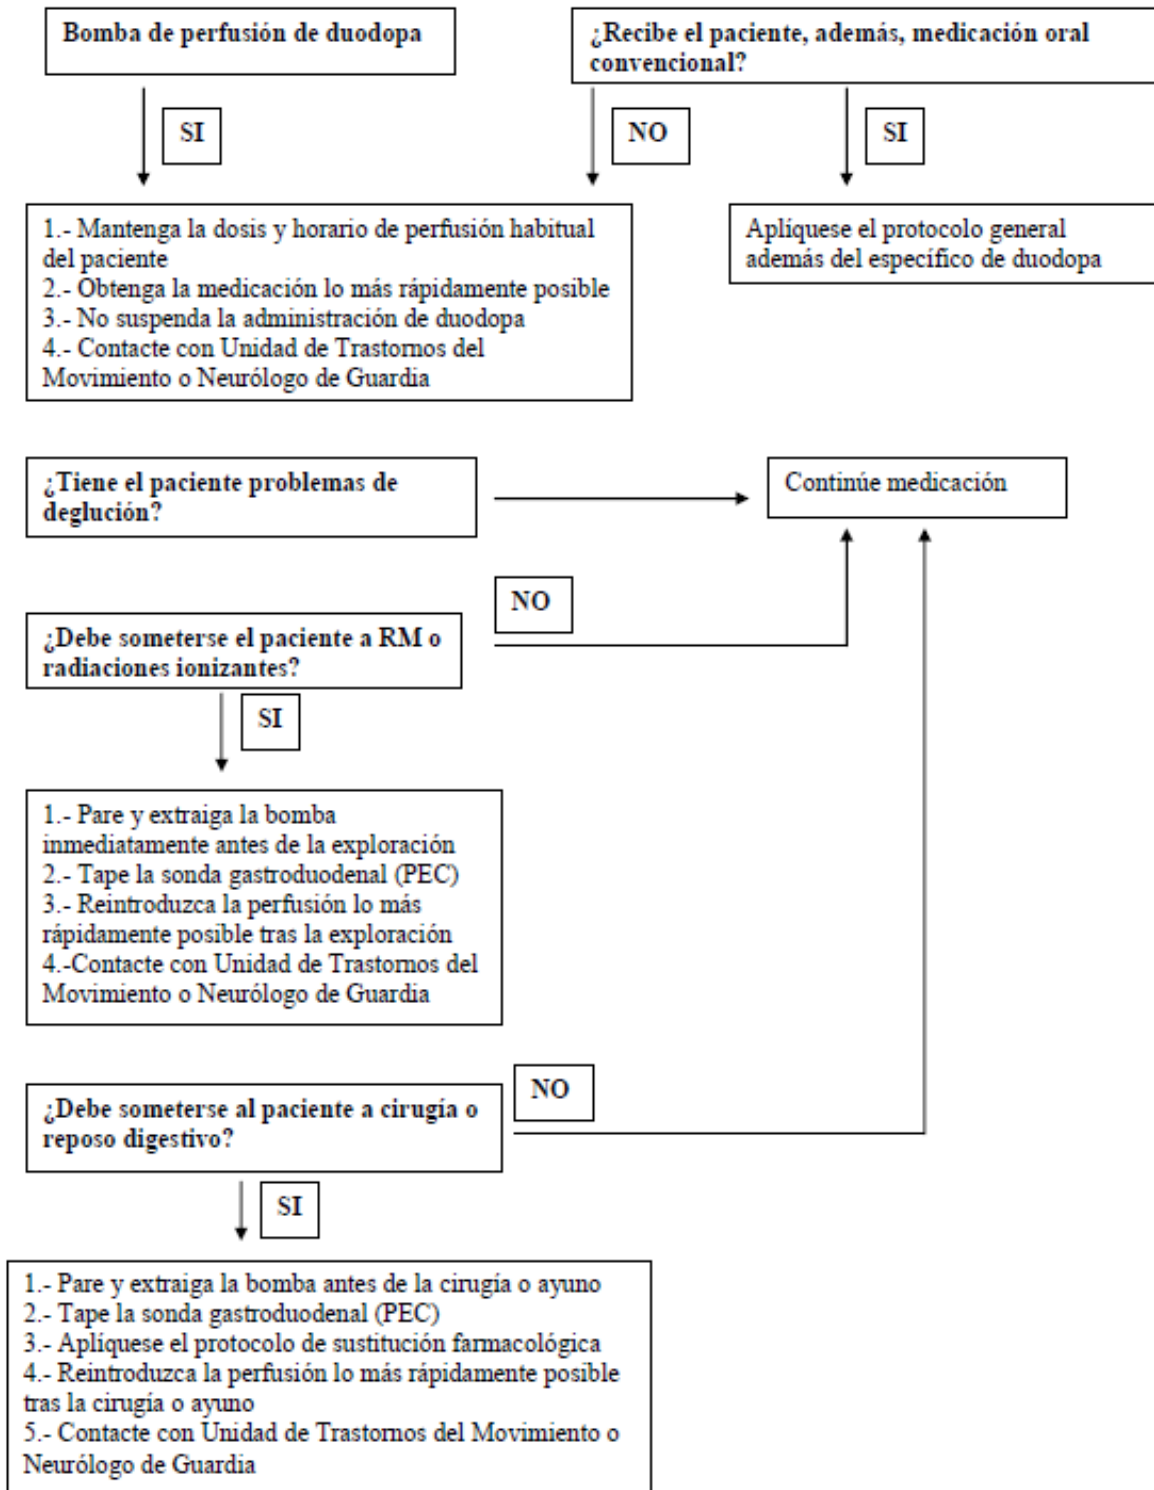 Bomba de perfusión de duodopa
¿Recibe el paciente, además, medicación oral
convencional?
SI
NO
SI
1.- Mantenga la dosis y horario de perfusión habitual
del paciente
2.- Obtenga la medicación lo más rápidamente posible
3.- No suspenda la administración de duodopa
4.- Contacte con Unidad de Trastornos del
Movimiento o Neurólogo de Guardia
Aplíquese el protocolo general
además del específico de duodopa
¿Tiene el paciente problemas de
deglución?
Continúe medicación
NO
¿Debe someterse el paciente a RM o
radiaciones ionizantes?
SI
1.- Pare y extraiga la bomba
inmediatamente antes de la exploración
2.- Tape la sonda gastroduodenal (PEC)
3.- Reintroduzca la perfusión lo más
rápidamente posible tras la exploración
4.-Contacte con Unidad de Trastornos del
Movimiento o Neurólogo de Guardia
NO
¿Debe someterse al paciente a cirugía o
reposo digestivo?
SI
1.- Pare y extraiga la bomba antes de la cirugía o ayuno
2.- Tape la sonda gastroduodenal (PEC)
3.- Aplíquese el protocolo de sustitución farmacológica
4.- Reintroduzca la perfusión lo más rápidamente posible
tras la cirugía o ayuno
5.- Contacte con Unidad de Trastornos del Movimiento o
Neurólogo de Guardia